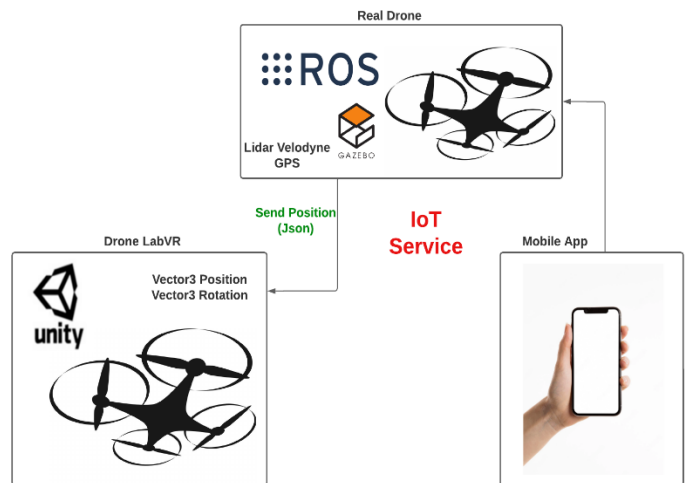 Real Drone
ROS
GAZEBO
Lidar Velodyne
GPS
Send Position
(Json)
IoT
Service
Drone LabVR
Mobile App
unity
Vector3 Position
Vector3 Rotation